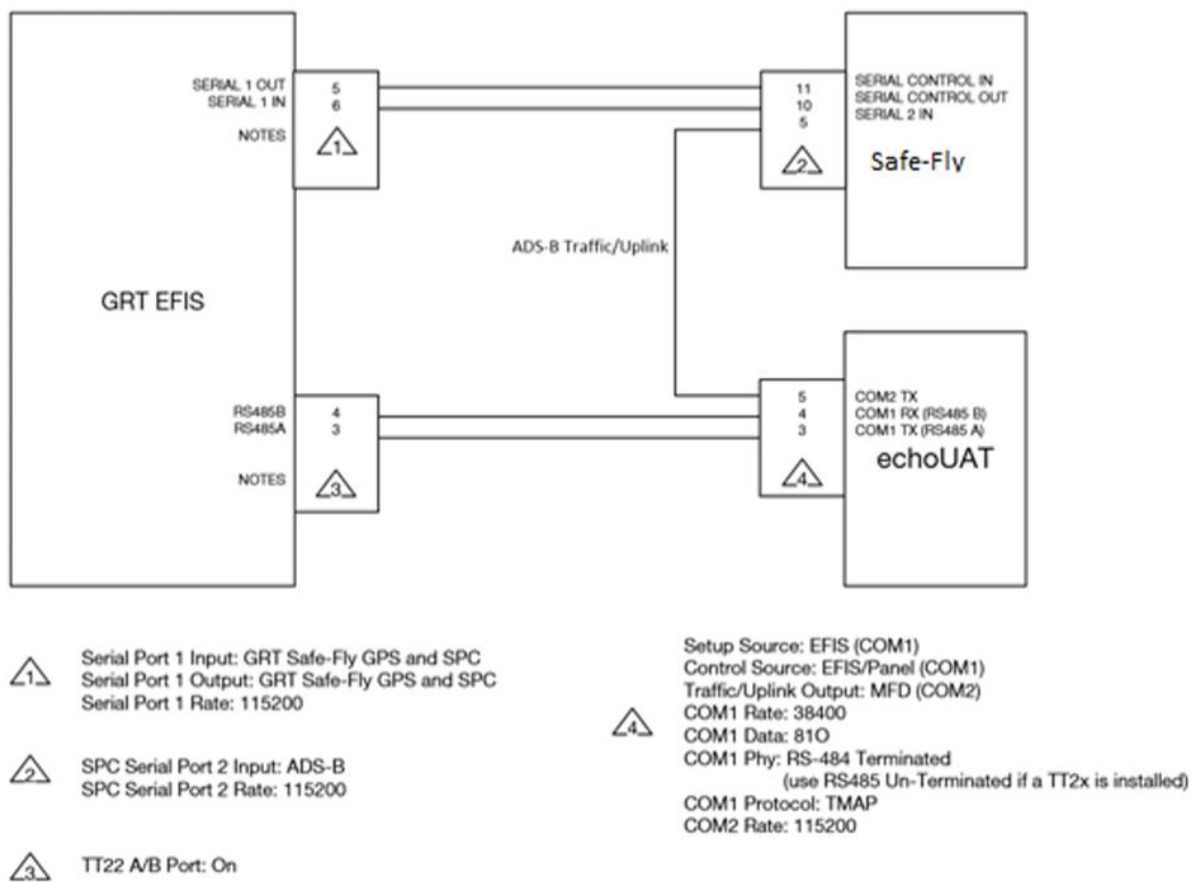 GRT EFIS
SERIAL 1 OUT
SERIAL 1 IN
NOTES
5
6
1
11
10
5
2
SERIAL CONTROL IN
SERIAL CONTROL OUT
SERIAL 2 IN
Safe-Fly
ADS-B Traffic/Uplink
RS485B
RS485A
NOTES
4
3
3
5
4
3
4
COM2 TX
COM1 RX (RS485 B)
COM1 TX (RS485 A)
echoUAT
1
Serial Port 1 Input: GRT Safe-Fly GPS and SPC
Serial Port 1 Output: GRT Safe-Fly GPS and SPC
Serial Port 1 Rate: 115200
2
SPC Serial Port 2 Input: ADS-B
SPC Serial Port 2 Rate: 115200
3
TT22 A/B Port: On
4
Setup Source: EFIS (COM1)
Control Source: EFIS/Panel (COM1)
Traffic/Uplink Output: MFD (COM2)
COM1 Rate: 38400
COM1 Data: 81O
COM1 Phy: RS-484 Terminated
(use RS485 Un-Terminated if a TT2x is installed)
COM1 Protocol: TMAP
COM2 Rate: 115200